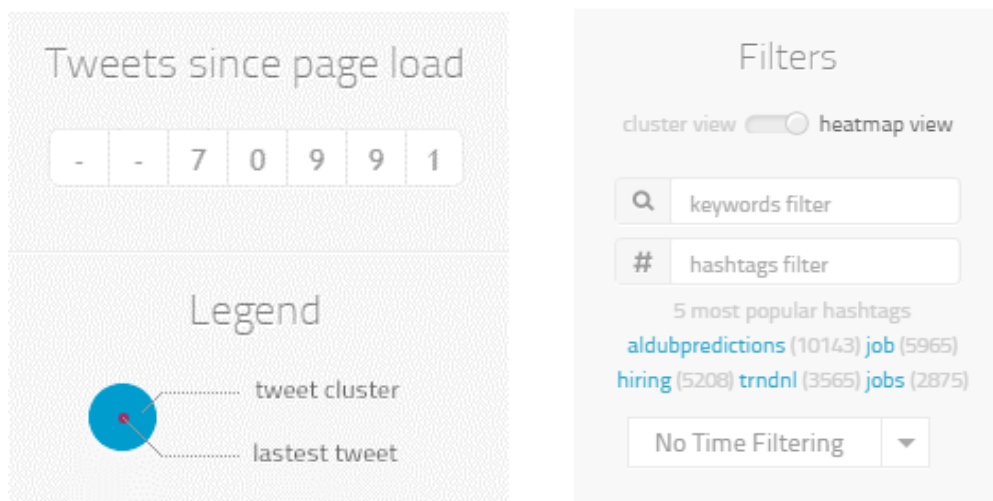 Tweets since page load
- - 7 0 9 9 1
Legend
tweet cluster
lastest tweet
Filters
cluster view heatmap view
keywords filter
# hashtags filter
5 most popular hashtags
aldubpredictions (10143) job (5965)
hiring (5208) trndnl (3565) jobs (2875)
No Time Filtering